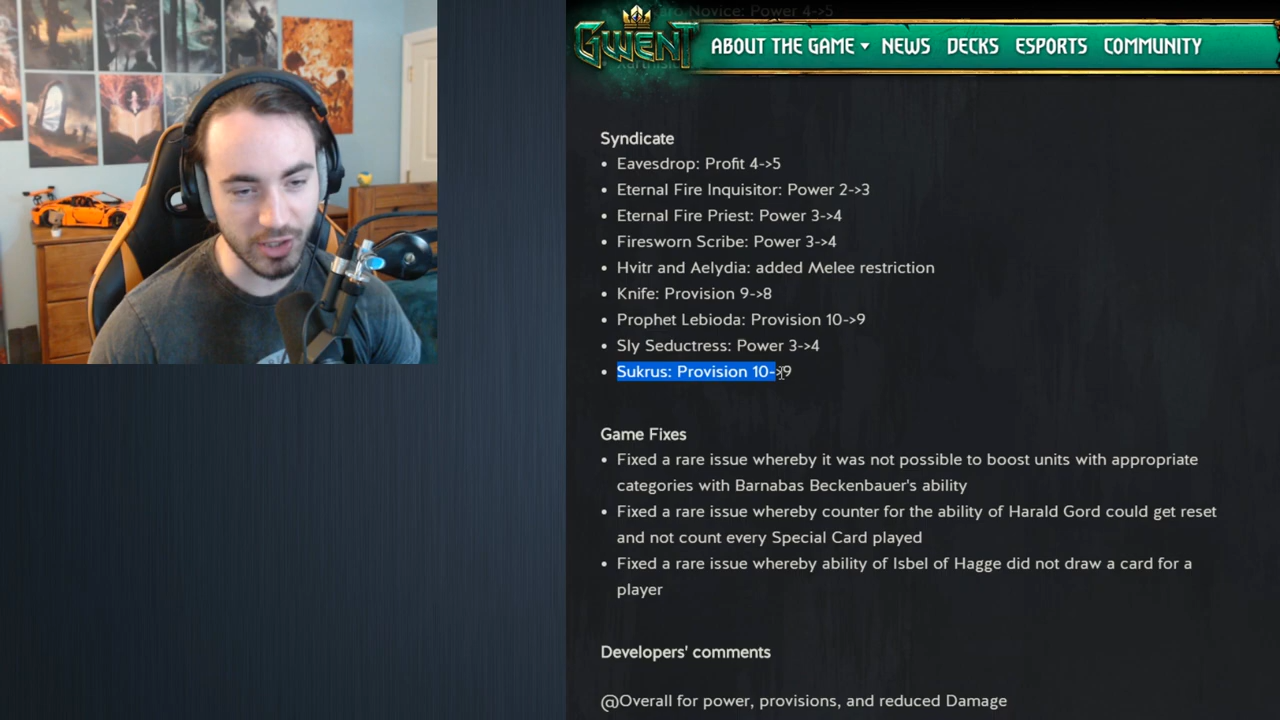 Novice: Power 4->5
GWENT
ABOUT THE GAME
NEWS
DECKS
ESPORTS
COMMUNITY
Syndicate
• Eavesdrop: Profit 4->5
• Eternal Fire Inquisitor: Power 2->3
• Eternal Fire Priest: Power 3->4
• Firesworn Scribe: Power 3->4
• Hvitr and Aelydia: added Melee restriction
• Knife: Provision 9->8
• Prophet Lebioda: Provision 10->9
• Sly Seductress: Power 3->4
• Sukrus: Provision 10->9
Game Fixes
• Fixed a rare issue whereby it was not possible to boost units with appropriate
categories with Barnabas Beckenbauer's ability
• Fixed a rare issue whereby counter for the ability of Harald Gord could get reset
and not count every Special Card played
• Fixed a rare issue whereby ability of Isbel of Hagge did not draw a card for a
player
Developers' comments
@Overall for power, provisions, and reduced Damage